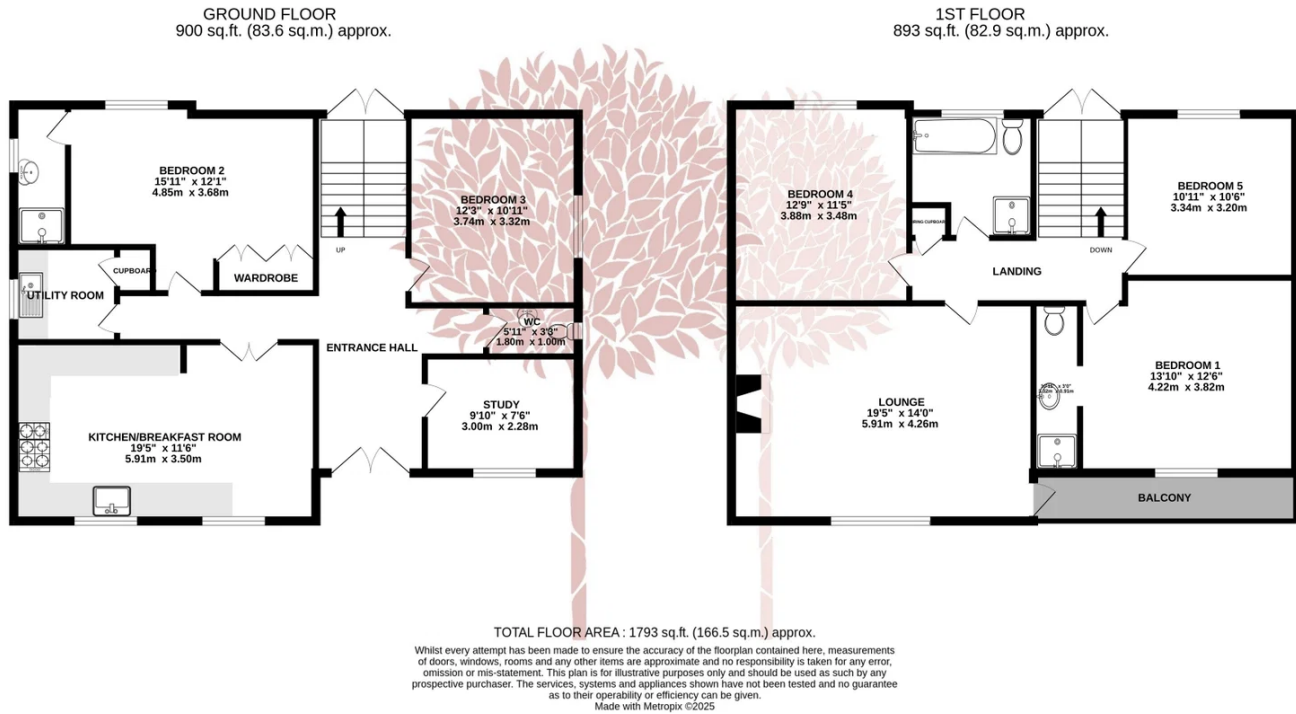 GROUND FLOOR
900 sq.ft. (83.6 sq.m.) approx.
1ST FLOOR
893 sq.ft. (82.9 sq.m.) approx.
BEDROOM 2
15'11" x 12'1"
4.85m x 3.68m
BEDROOM 3
12'3" x 10'11"
3.74m x 3.32m
UP
CUPBOARD
WARDROBE
UTILITY ROOM
WC
5'11" x 3'3"
1.80m x 1.00m
ENTRANCE HALL
STUDY
9'10" x 7'6"
3.00m x 2.28m
KITCHEN/BREAKFAST ROOM
19'5" x 11'6"
5.91m x 3.50m
BEDROOM 4
12'9" x 11'5"
3.88m x 3.48m
BEDROOM 5
10'11" x 10'6"
3.34m x 3.20m
DOWN
LANDING
BEDROOM 1
13'10" x 12'6"
4.22m x 3.82m
LOUNGE
19'5" x 14'0"
5.91m x 4.26m
BALCONY
TOTAL FLOOR AREA : 1793 sq.ft. (166.5 sq.m.) approx.
Whilst every attempt has been made to ensure the accuracy of the floorplan contained here, measurements
of doors, windows, rooms and any other items are approximate and no responsibility is taken for any error,
omission or mis-statement. This plan is for illustrative purposes only and should be used as such by any
prospective purchaser. The services, systems and appliances shown have not been tested and no guarantee
as to their operability or efficiency can be given.
Made with Metropix ©2025